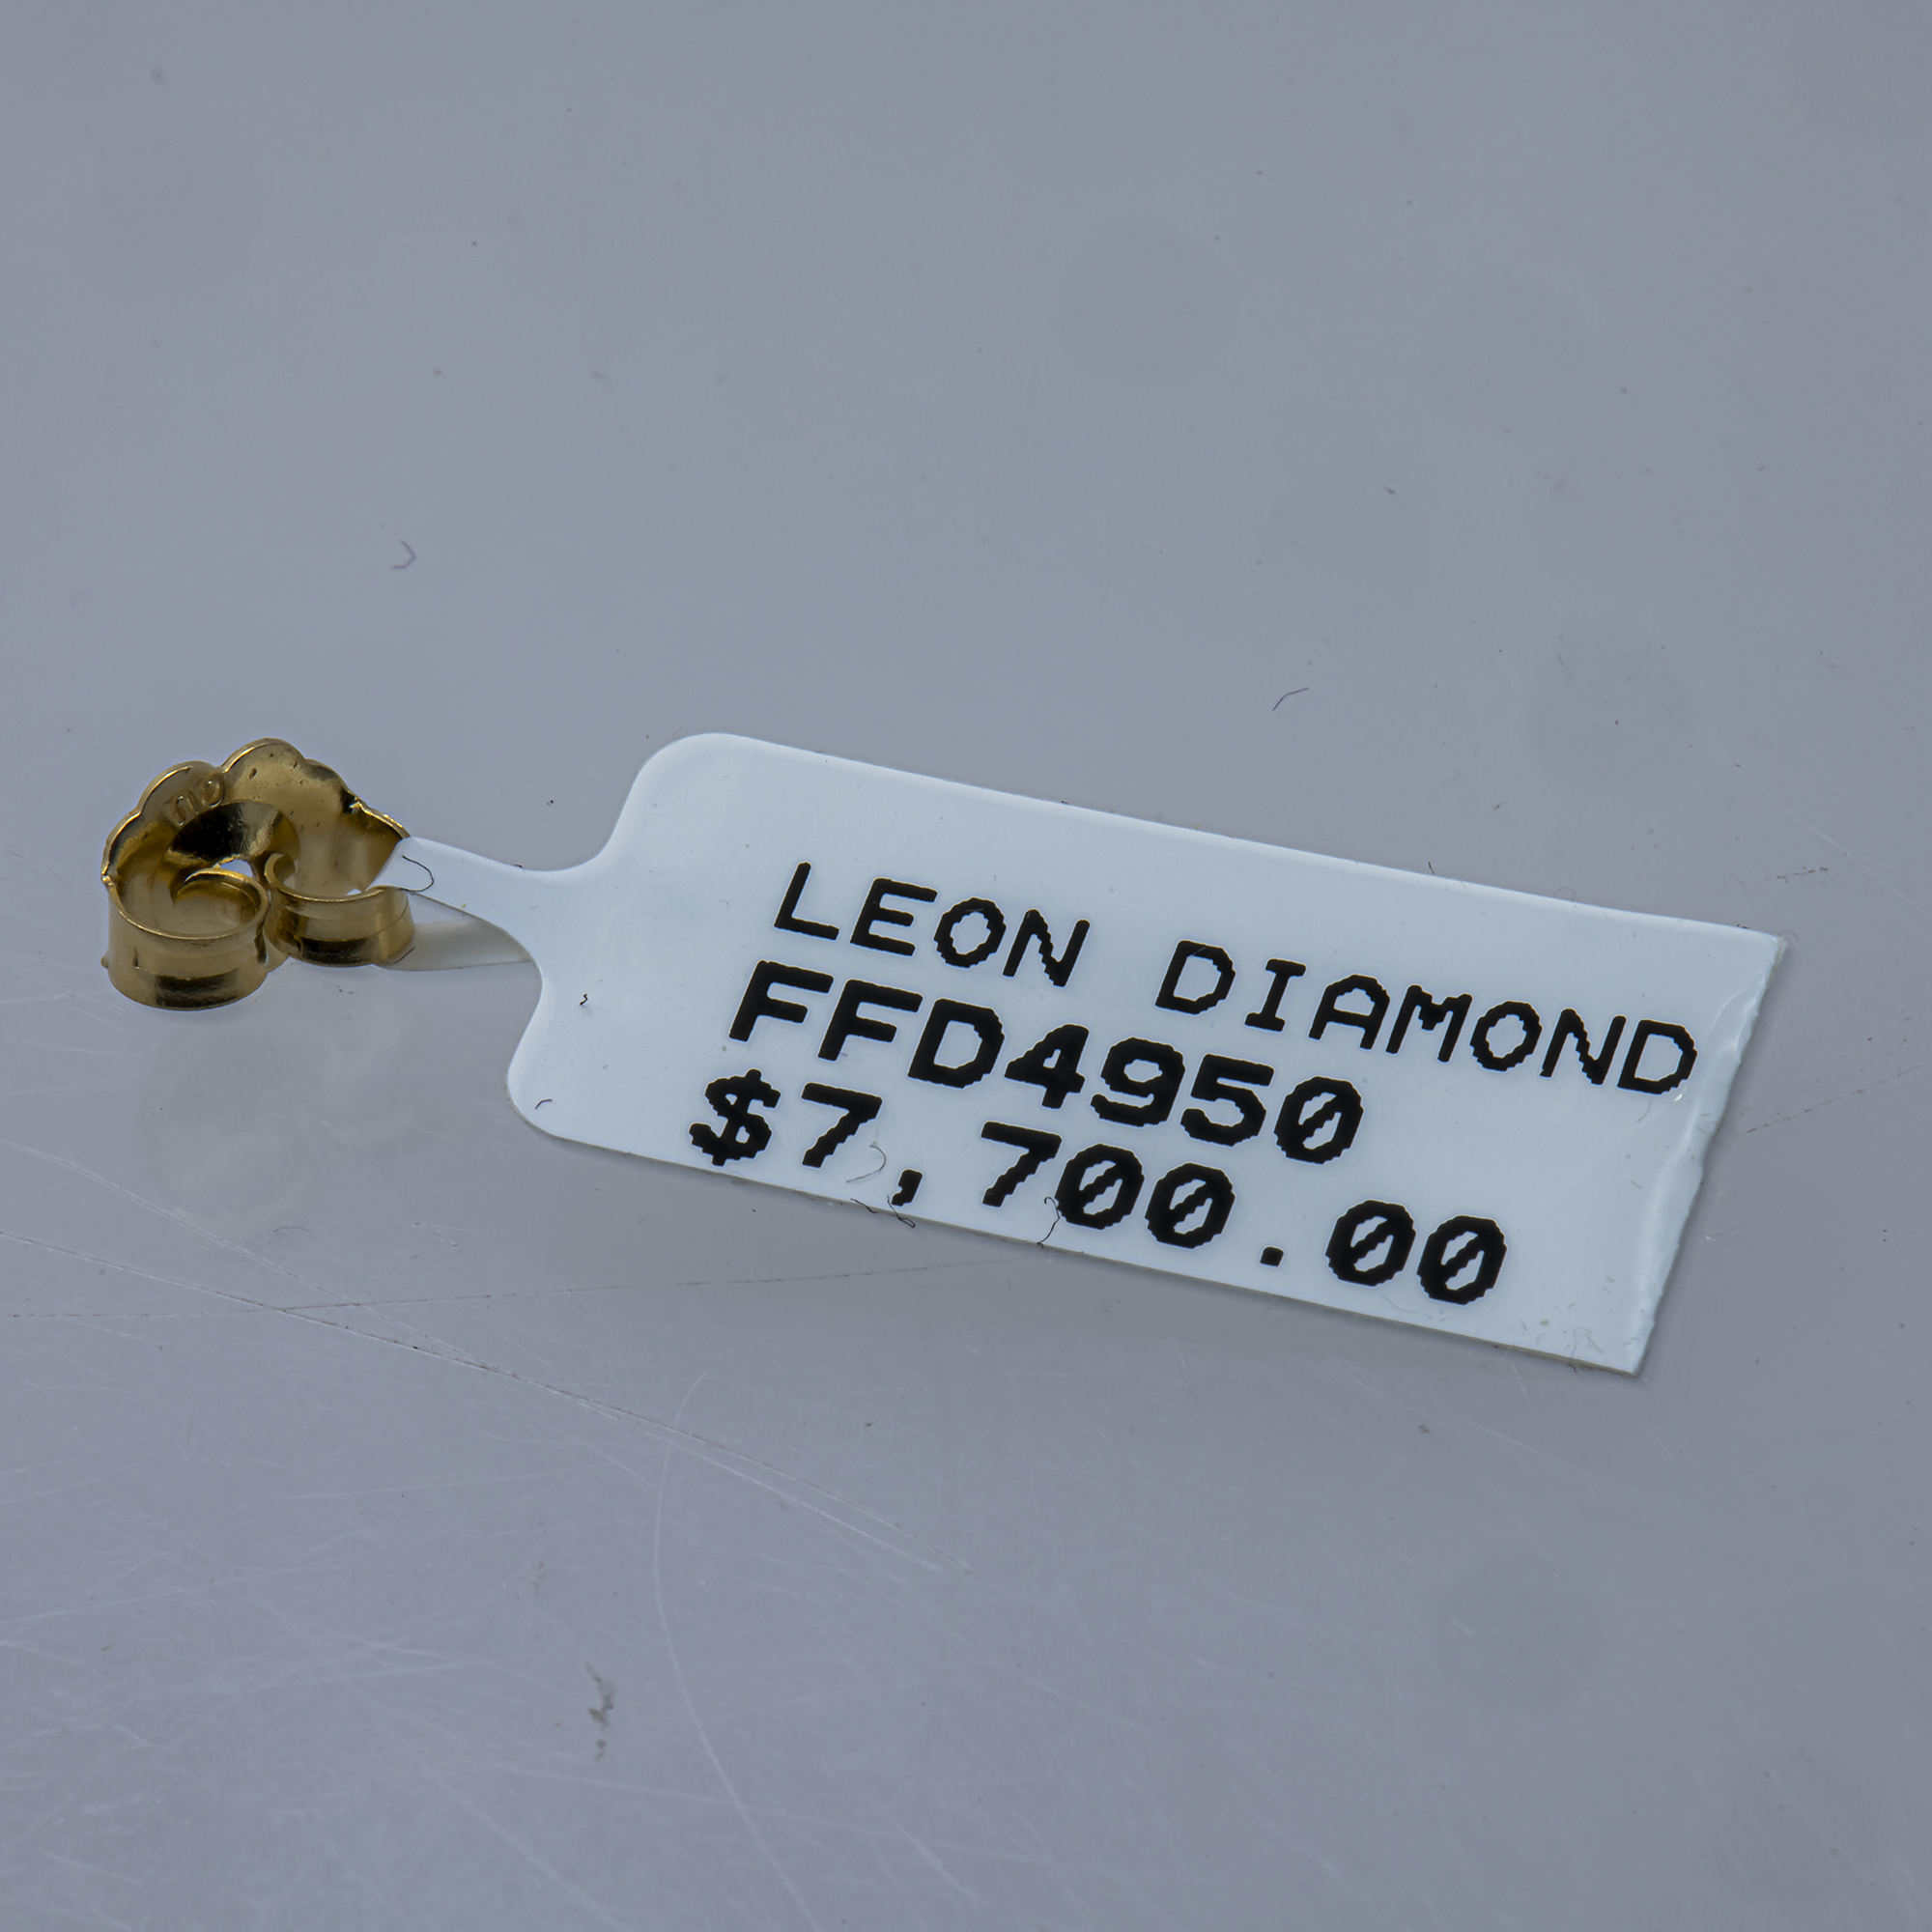 LEON DIAMOND
FFD4950
$7,700.00